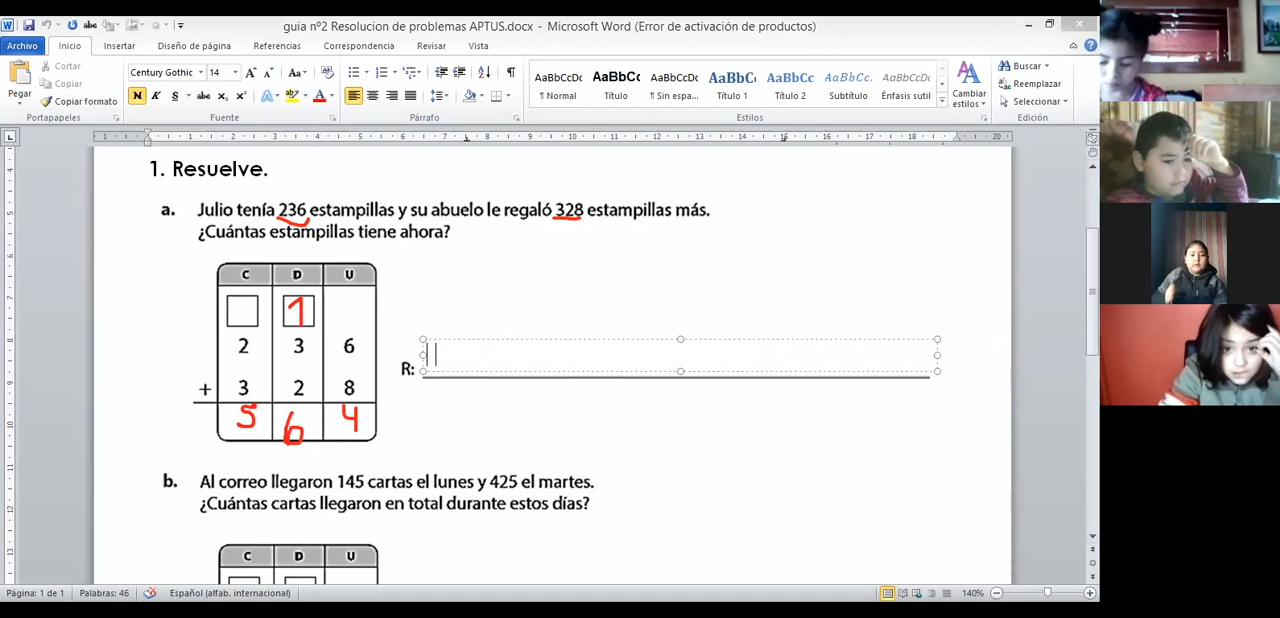 guia nº2 Resolucion de problemas APTUS.docx - Microsoft Word (Error de activación de productos)
Archivo Inicio Insertar Diseño de página Referencias Correspondencia Revisar Vista
Pegar
Cortar
Copiar
Copiar formato
Portapapeles
Century Gothic 14
N K S abc
Fuente
Párrafo
AaBbCcDc AaBbCc AaBbCcDc AaBbC AaBbCc AaBbCc. AaBbCcDc
¶ Normal Título ¶ Sin espa... Título 1 Título 2 Subtítulo Énfasis sutil
Cambiar estilos
Estilos
Buscar
Reemplazar
Seleccionar
Edición
1. Resuelve.
a. Julio tenía 236 estampillas y su abuelo le regaló 328 estampillas más.
¿Cuántas estampillas tiene ahora?
C D U
1
2 3 6
+ 3 2 8
5 6 4
R:
b. Al correo llegaron 145 cartas el lunes y 425 el martes.
¿Cuántas cartas llegaron en total durante estos días?
C D U
Página: 1 de 1 Palabras: 46 Español (alfab. internacional) 140%